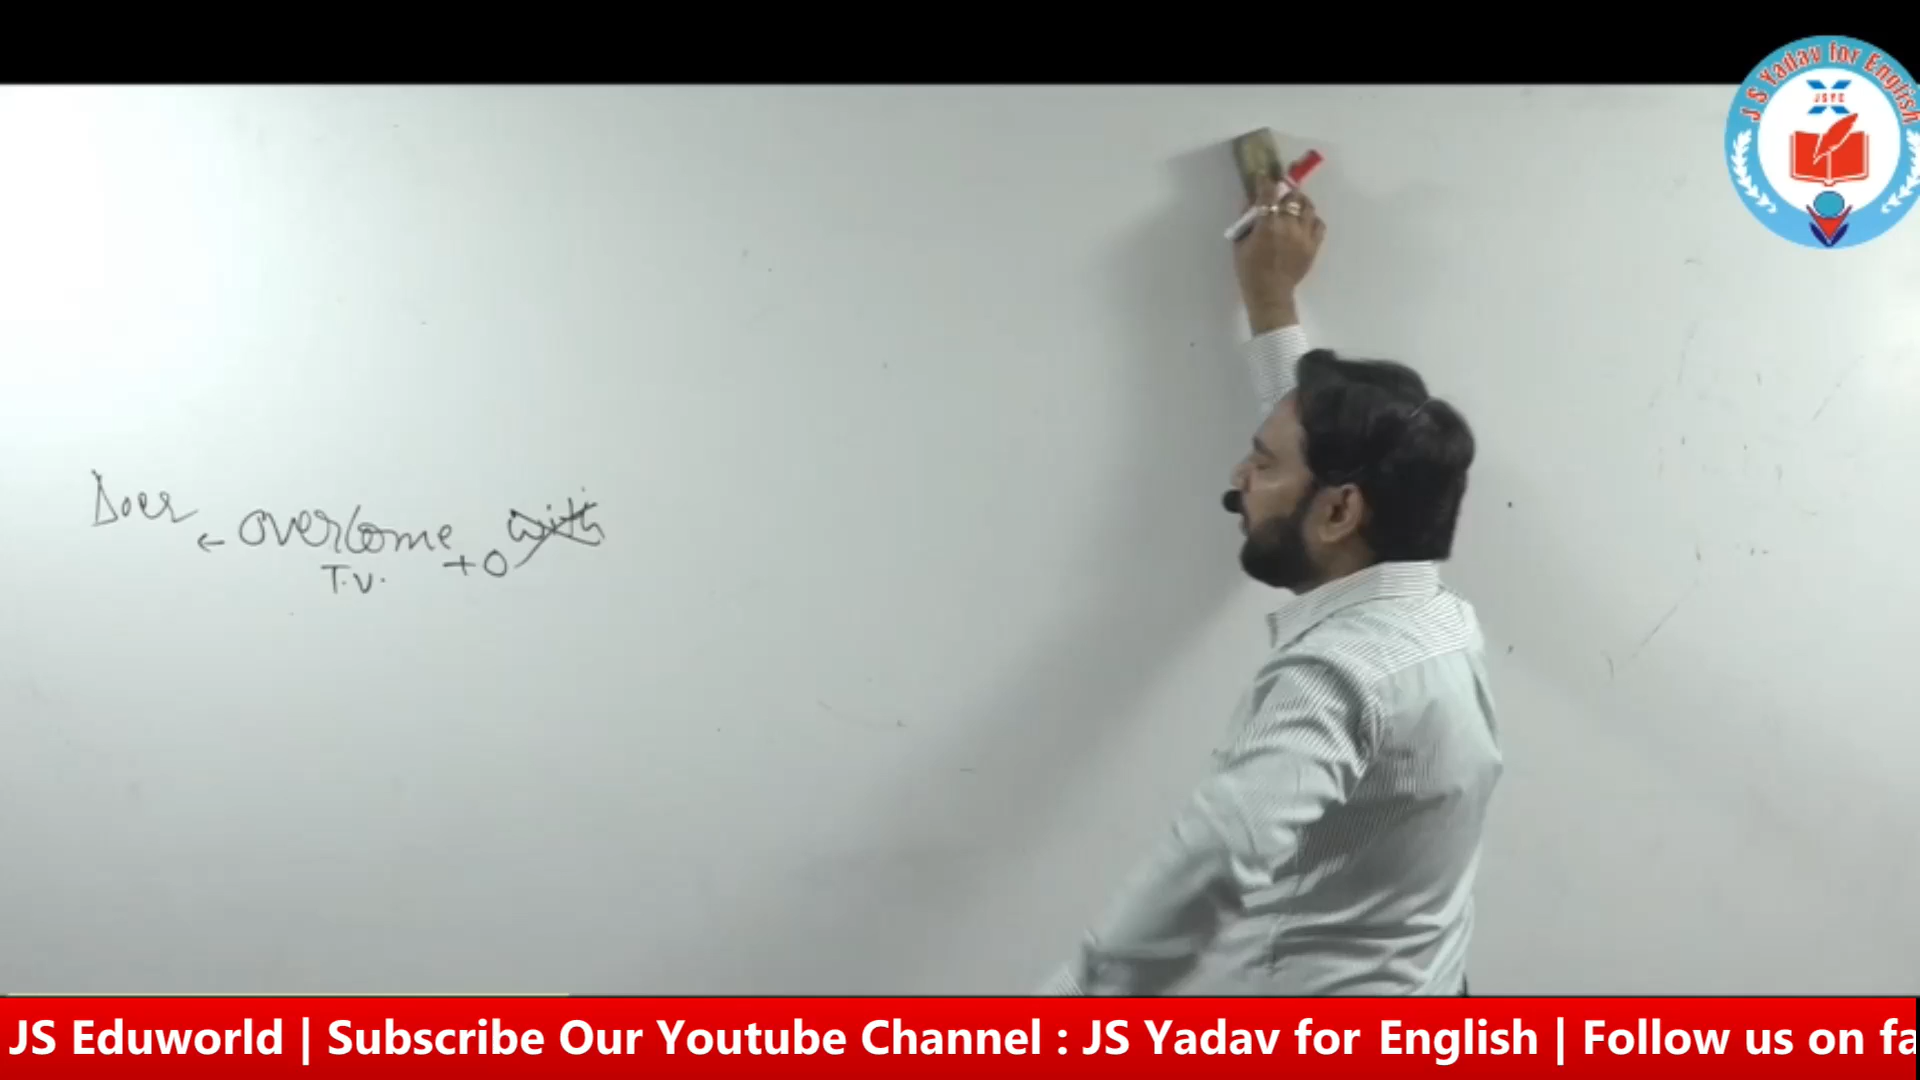 J S Yadav for English
JSYE
Doer ← overcome + O with
T.V.
JS Eduworld | Subscribe Our Youtube Channel : JS Yadav for English | Follow us on fa